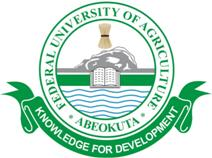 FEDERAL UNIVERSITY OF AGRICULTURE
• ABEOKUTA •
KNOWLEDGE FOR DEVELOPMENT